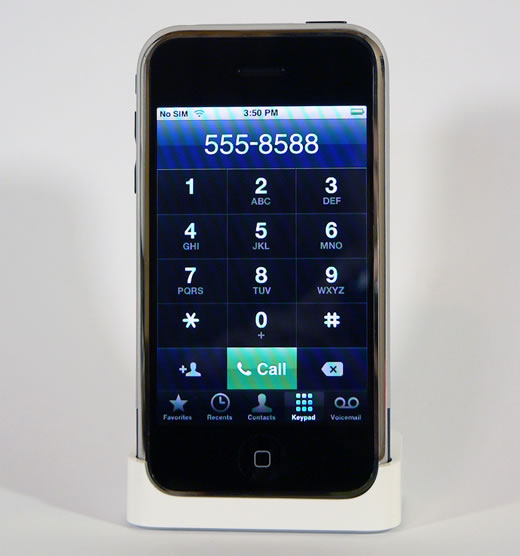 No SIM 3:50 PM
555-8588
1 2 3
ABC DEF
4 5 6
GHI JKL MNO
7 8 9
PQRS TUV WXYZ
* 0 #
+
+ Call
Favorites Recents Contacts Keypad Voicemail